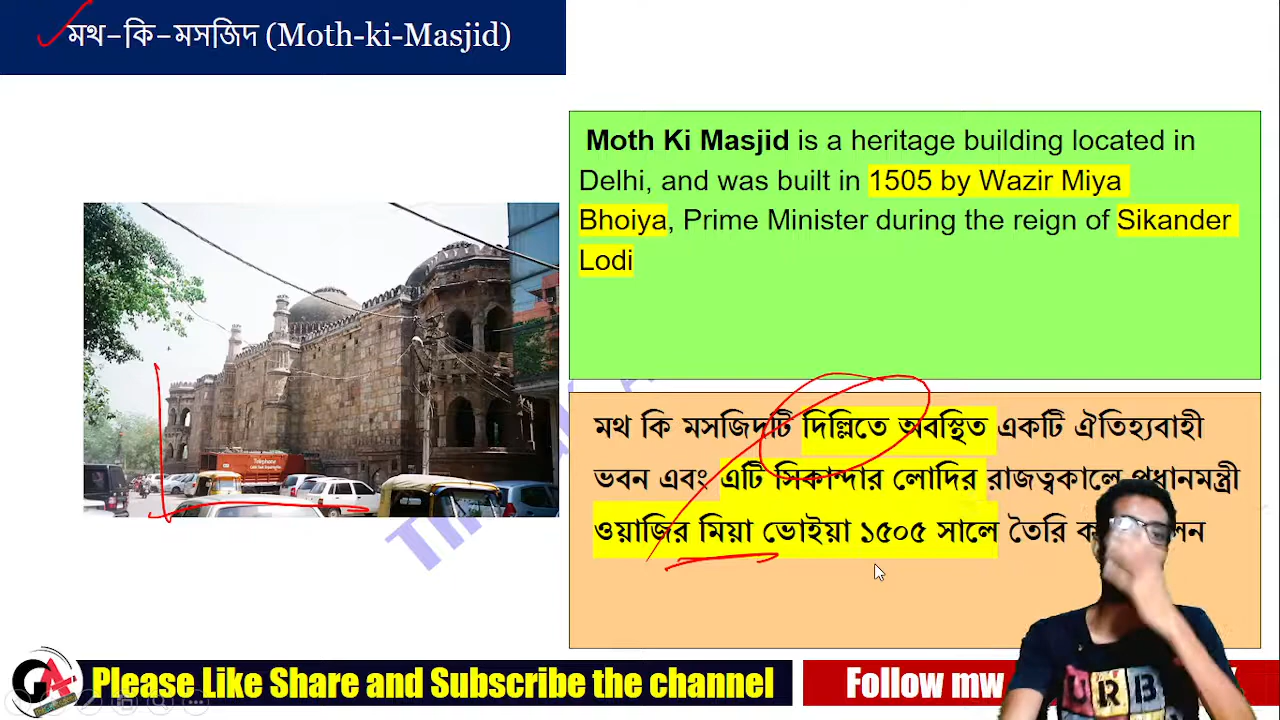 মথ-কি-মসজিদ (Moth-ki-Masjid)
Moth Ki Masjid is a heritage building located in
Delhi, and was built in 1505 by Wazir Miya
Bhoiya, Prime Minister during the reign of Sikander
Lodi
মথ কি মসজিদটি দিল্লিতে অবস্থিত একটি ঐতিহ্যবাহী
ভবন এবং এটি সিকান্দার লোদির রাজত্বকালে প্রধানমন্ত্রী
ওয়াজির মিয়া ভোইয়া ১৫০৫ সালে তৈরি
Telephone
GA
Please Like Share and Subscribe the channel
Follow mw
URB